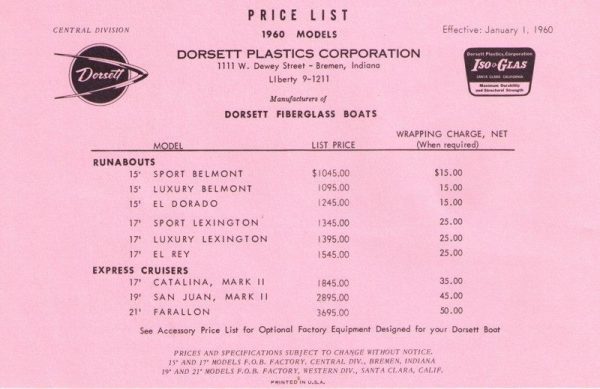 PRICE LIST
CENTRAL DIVISION
1960 MODELS
Effective: January 1, 1960
Dorsett
DORSETT PLASTICS CORPORATION
1111 W. Dewey Street - Bremen, Indiana
LIberty 9-1211
Dorsett Plastics, Corporation
ISO-GLAS
SANTA CLARA, CALIFORNIA
Maximum Durability
and Structural Strength
Manufacturers of
DORSETT FIBERGLASS BOATS
MODEL LIST PRICE WRAPPING CHARGE, NET
(When required)
RUNABOUTS
15' SPORT BELMONT $1045.00 $15.00
15' LUXURY BELMONT 1095.00 15.00
15' EL DORADO 1245.00 15.00
17' SPORT LEXINGTON 1345.00 25.00
17' LUXURY LEXINGTON 1395.00 25.00
17' EL REY 1545.00 25.00
EXPRESS CRUISERS
17' CATALINA, MARK II 1845.00 35.00
19' SAN JUAN, MARK II 2895.00 45.00
21' FARALLON 3695.00 50.00
See Accessory Price List for Optional Factory Equipment Designed for your Dorsett Boat
PRICES AND SPECIFICATIONS SUBJECT TO CHANGE WITHOUT NOTICE.
15' AND 17' MODELS F.O.B. FACTORY, CENTRAL DIV., BREMEN, INDIANA
19' AND 21' MODELS F.O.B. FACTORY, WESTERN DIV., SANTA CLARA, CALIF.
PRINTED IN U.S.A.